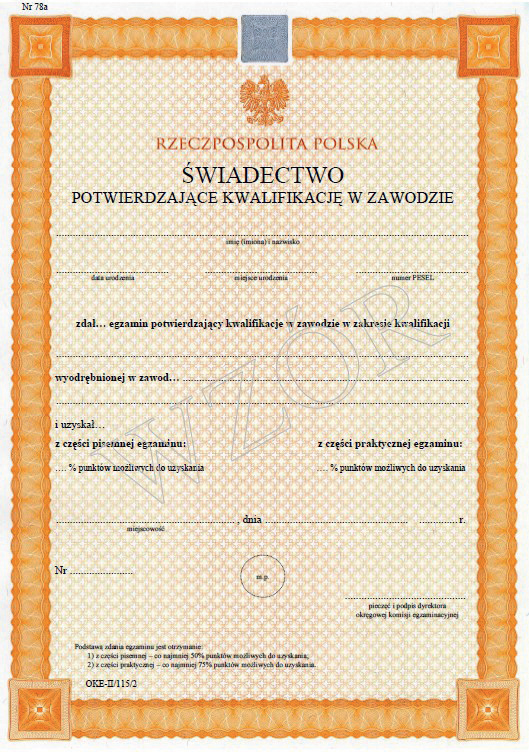 Nr 78a
RZECZPOSPOLITA POLSKA
ŚWIADECTWO
POTWIERDZAJĄCE KWALIFIKACJĘ W ZAWODZIE
imię (imiona) i nazwisko
data urodzenia miejsce urodzenia numer PESEL
zdał... egzamin potwierdzający kwalifikacje w zawodzie w zakresie kwalifikacji
wyodrębnionej w zawod...
i uzyskał...
z części pisemnej egzaminu: z części praktycznej egzaminu:
.... % punktów możliwych do uzyskania .... % punktów możliwych do uzyskania
, dnia ........ r.
miejscowość
Nr ........
m.p.
pieczęć i podpis dyrektora
okręgowej komisji egzaminacyjnej
Podstawą zdania egzaminu jest otrzymanie:
1) z części pisemnej – co najmniej 50% punktów możliwych do uzyskania;
2) z części praktycznej – co najmniej 75% punktów możliwych do uzyskania.
OKE-II/115/2
WZÓR